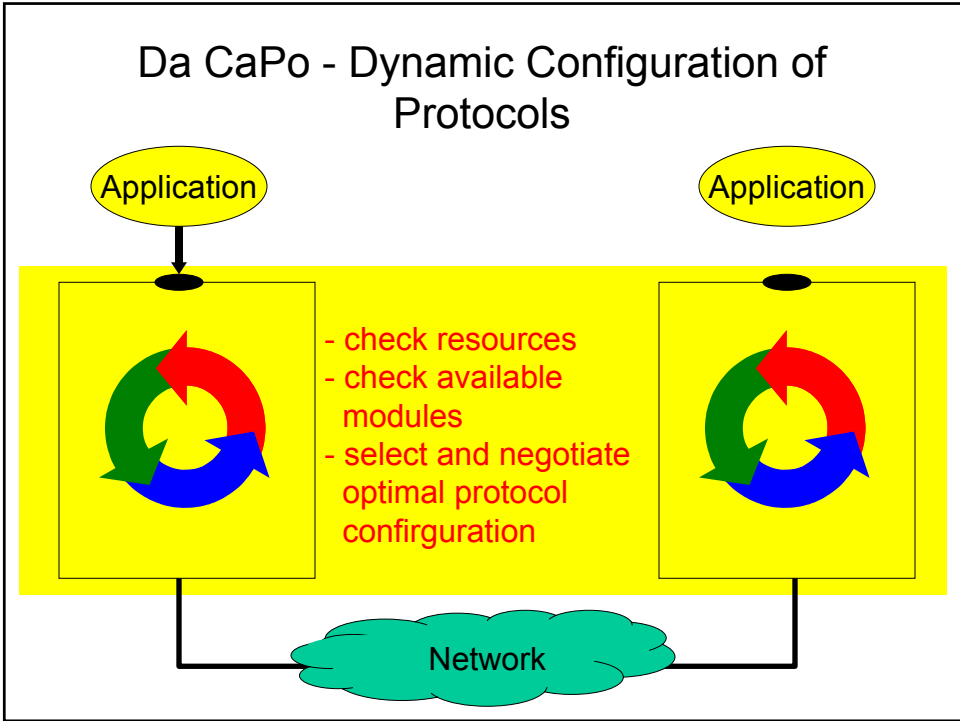 Da CaPo - Dynamic Configuration of
Protocols
Application
Application
- check resources
- check available
modules
- select and negotiate
optimal protocol
confirguration
Network